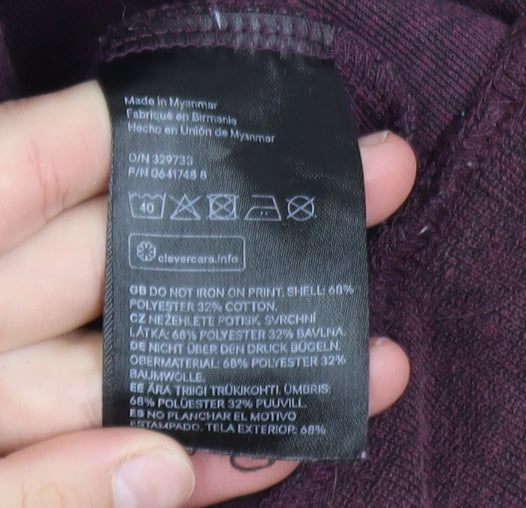 Made in Myanmar
Fabriqué en Birmanie
Hecho en Unión de Myanmar
O/N 329733
P/N 0641748 8
40
clevercare.info
GB DO NOT IRON ON PRINT. SHELL: 68%
POLYESTER 32% COTTON.
CZ NEŽEHLETE POTISK. SVRCHNÍ
LÁTKA: 68% POLYESTER 32% BAVLNA.
DE NICHT ÜBER DEN DRUCK BÜGELN.
OBERMATERIAL: 68% POLYESTER 32%
BAUMWOLLE.
EE ÄRA TRIIGI TRÜKIKOHTI. ÜMBRIS:
68% POLÜESTER 32% PUUVILL.
ES NO PLANCHAR EL MOTIVO
ESTAMPADO. TELA EXTERIOR: 68%